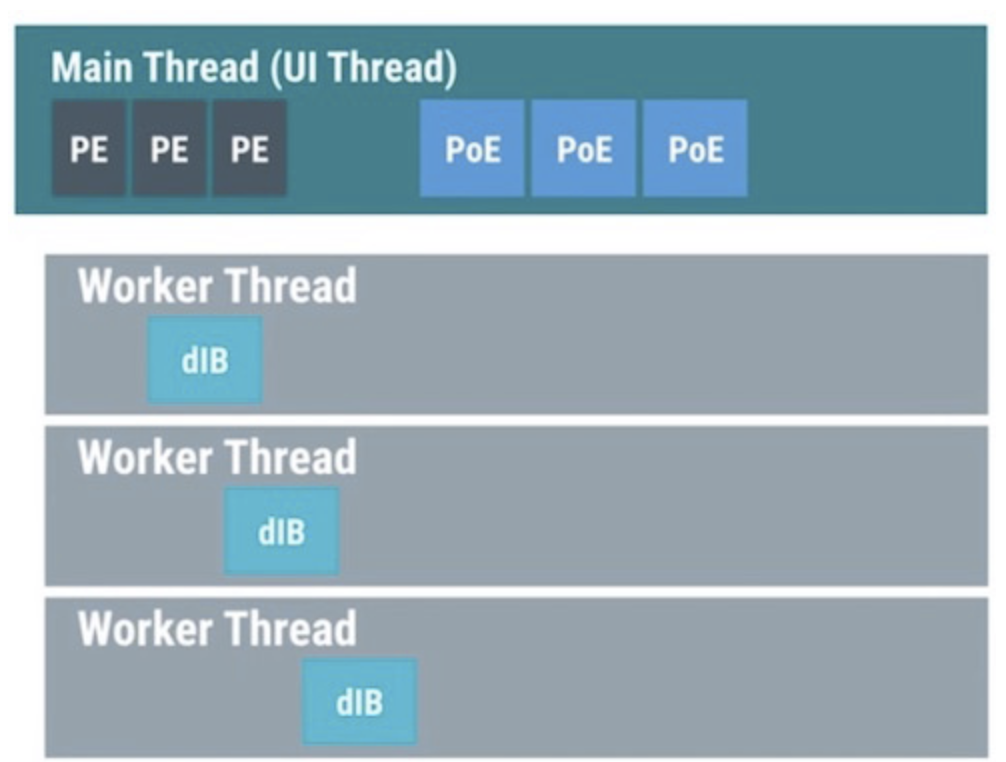 Main Thread (UI Thread)
PE PE PE PoE PoE PoE
Worker Thread
dIB
Worker Thread
dIB
Worker Thread
dIB